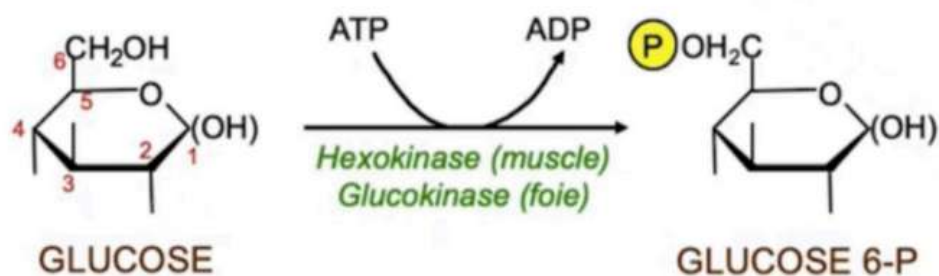 ATP ADP
CH₂OH P OH₂C
6
5 O O
4 (OH) (OH)
2 1
3
Hexokinase (muscle)
Glucokinase (foie)
GLUCOSE GLUCOSE 6-P